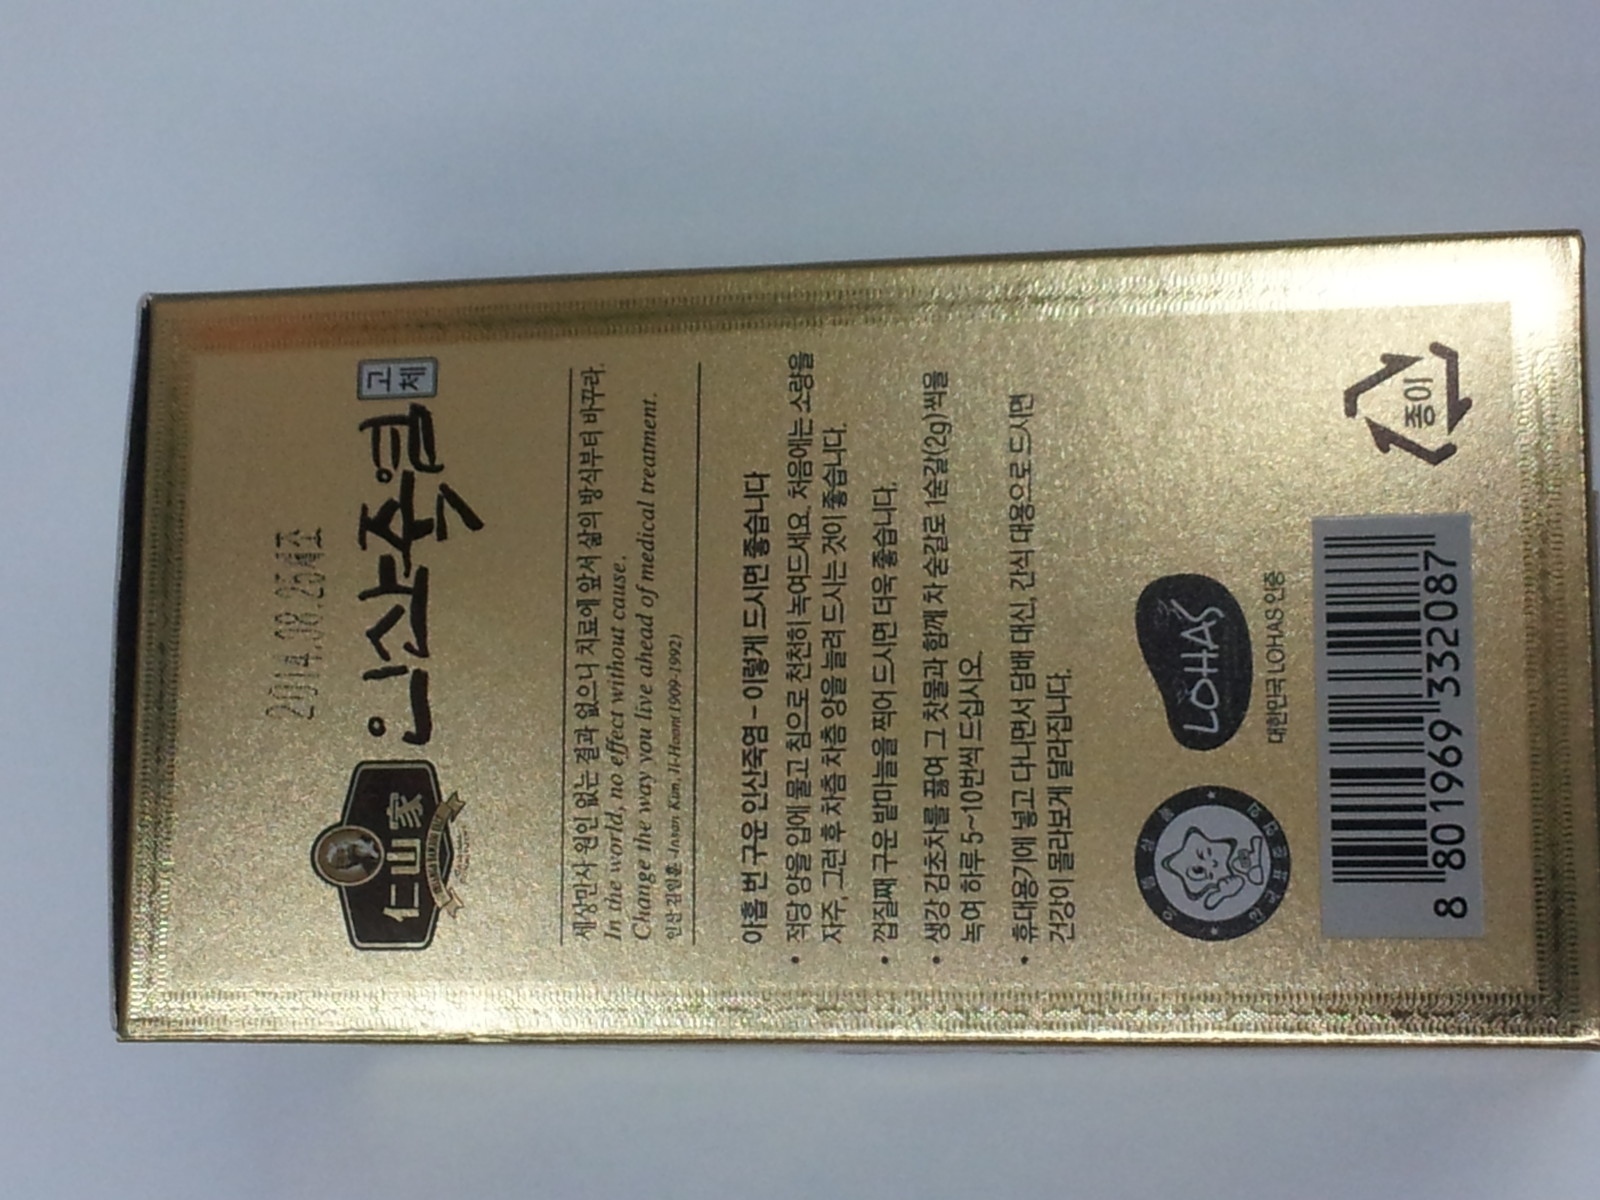 2014.08.25제조
仁山家
인산죽염
고체
세상만사 원인 없는 결과 없으니 치료에 앞서 삶의 방식부터 바꾸라.
In the world, no effect without cause.
Change the way you live ahead of medical treatment.
인산 김일훈 -Insan Kim, Il-Hoon(1909-1992)
아홉 번 구운 인산죽염 – 이렇게 드시면 좋습니다
• 적당 양을 입에 물고 침으로 천천히 녹여드세요. 처음에는 소량을
자주, 그런 후 차츰 양을 늘려 드시는 것이 좋습니다.
• 껍질째 구운 밭마늘을 찍어 드시면 더욱 좋습니다.
• 생강 감초차를 끓여 그 찻물과 함께 차 숟갈로 1숟갈(2g)씩을
녹여 하루 5~10번씩 드십시오.
• 휴대용기에 넣고 다니면서 담배 대신, 간식 대용으로 드시면
건강이 몰라보게 달라집니다.
LOHAS
대한민국 LOHAS 인증
종이
8 801969 332087